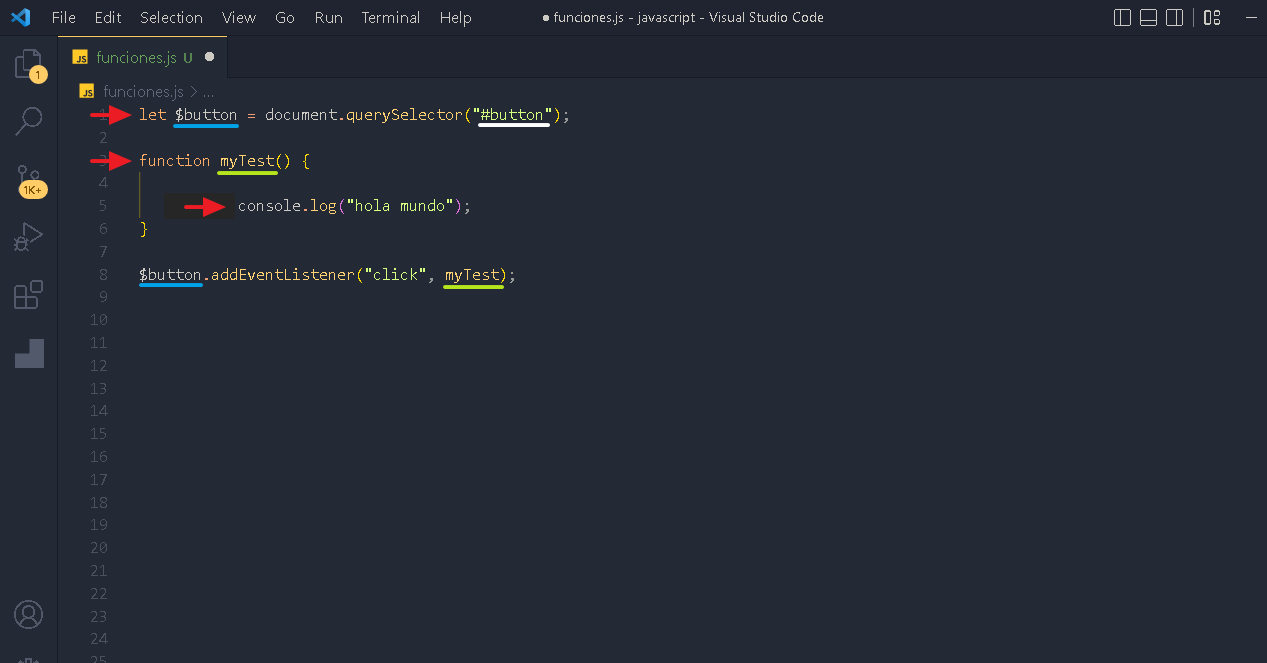 File Edit Selection View Go Run Terminal Help ● funciones.js - javascript - Visual Studio Code
JS funciones.js U ●
1
JS funciones.js > ...
1 let $button = document.querySelector("#button");
2
3 function myTest() {
4
5 console.log("hola mundo");
6 }
7
8 $button.addEventListener("click", myTest);
9
10
11
12
13
14
15
16
17
18
19
20
21
22
23
24
25
1K+